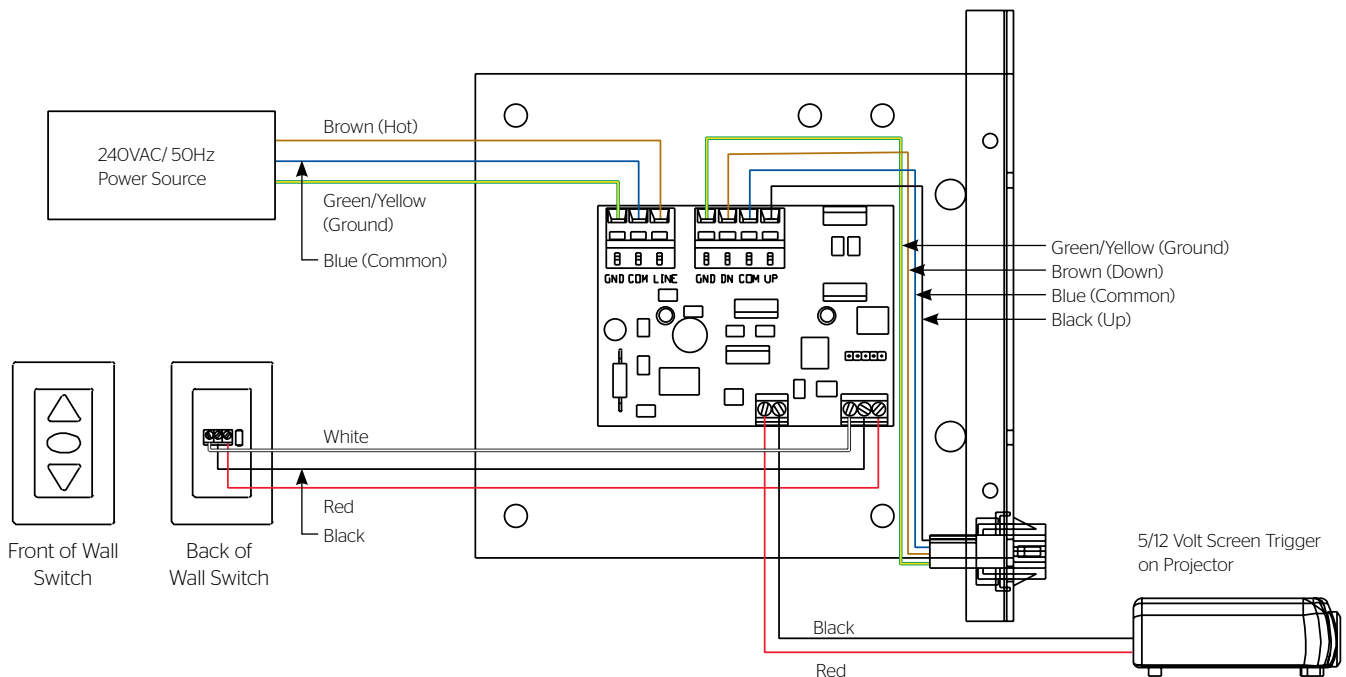 240VAC/ 50Hz
Power Source
Brown (Hot)
Green/Yellow
(Ground)
Blue (Common)
GND COM LINE
GND DN COM UP
Green/Yellow (Ground)
Brown (Down)
Blue (Common)
Black (Up)
White
Red
Black
Front of Wall
Switch
Back of
Wall Switch
5/12 Volt Screen Trigger
on Projector
Black
Red